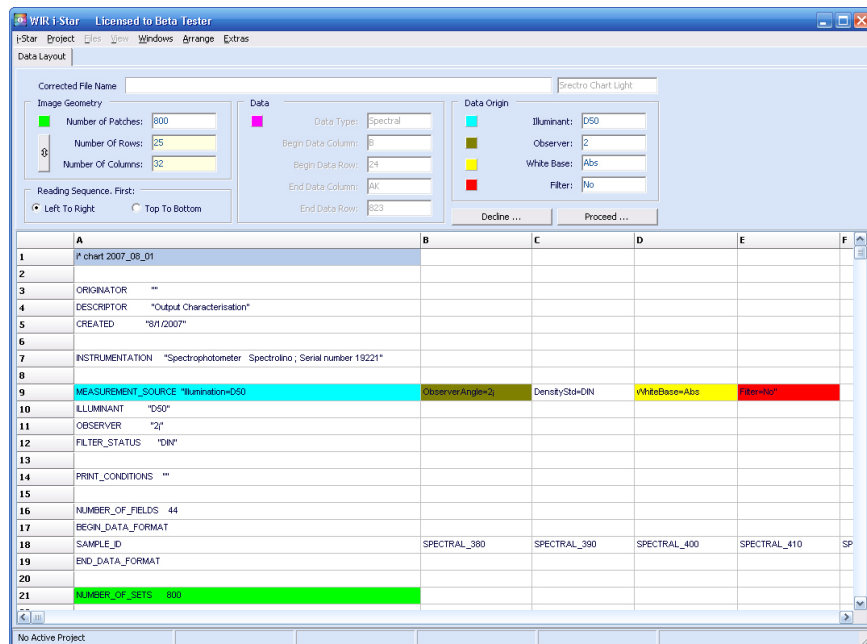 WIR i-Star Licensed to Beta Tester
i-Star Project Files View Windows Arrange Extras
Data Layout
Corrected File Name Srectro Chart Light
Image Geometry Data Data Origin
Number of Patches: 800 Data Type: Spectral Illuminant: D50
Number Of Rows: 25 Begin Data Column: B Observer: 2
Number Of Columns: 32 Begin Data Row: 24 White Base: Abs
End Data Column: AK Filter: No
Reading Sequence. First:
Left To Right Top To Bottom End Data Row: 823 Decline ... Proceed ...
A B C D E F
1 i* chart 2007_08_01
2
3 ORIGINATOR ""
4 DESCRIPTOR "Output Characterisation"
5 CREATED "8/1/2007"
6
7 INSTRUMENTATION "Spectrophotometer Spectrolino ; Serial number 19221"
8
9 MEASUREMENT_SOURCE "Illumination=D50 ObserverAngle=2¡ DensityStd=DIN WhiteBase=Abs Filter=No"
10 ILLUMINANT "D50"
11 OBSERVER "2¡"
12 FILTER_STATUS "DIN"
13
14 PRINT_CONDITIONS ""
15
16 NUMBER_OF_FIELDS 44
17 BEGIN_DATA_FORMAT
18 SAMPLE_ID SPECTRAL_380 SPECTRAL_390 SPECTRAL_400 SPECTRAL_410 SP
19 END_DATA_FORMAT
20
21 NUMBER_OF_SETS 800
No Active Project